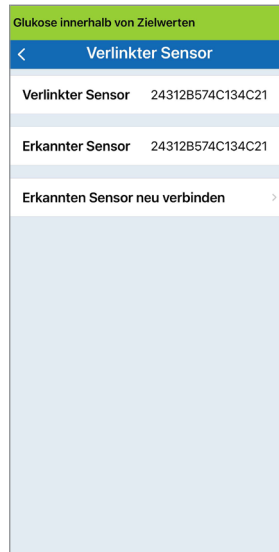 Glukose innerhalb von Zielwerten
Verlinkter Sensor
Verlinkter Sensor 24312B574C134C21
Erkannter Sensor 24312B574C134C21
Erkannten Sensor neu verbinden